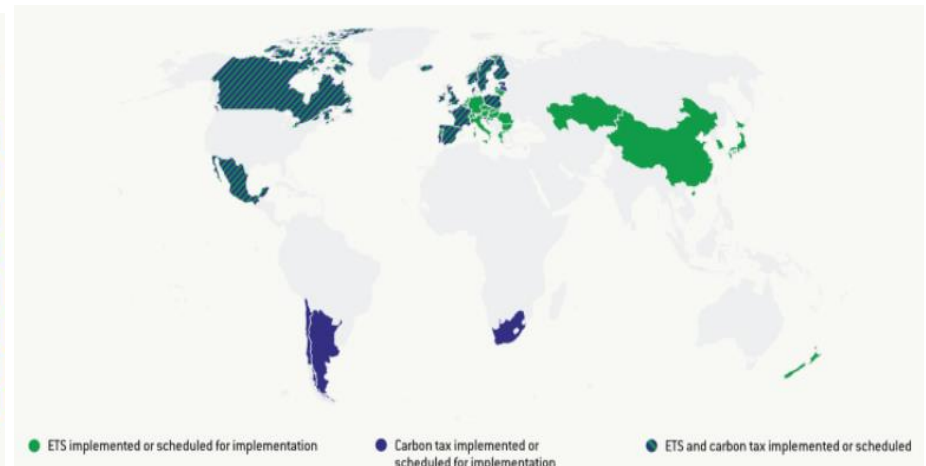 ETS implemented or scheduled for implementation
Carbon tax implemented or
scheduled for implementation
ETS and carbon tax implemented or scheduled